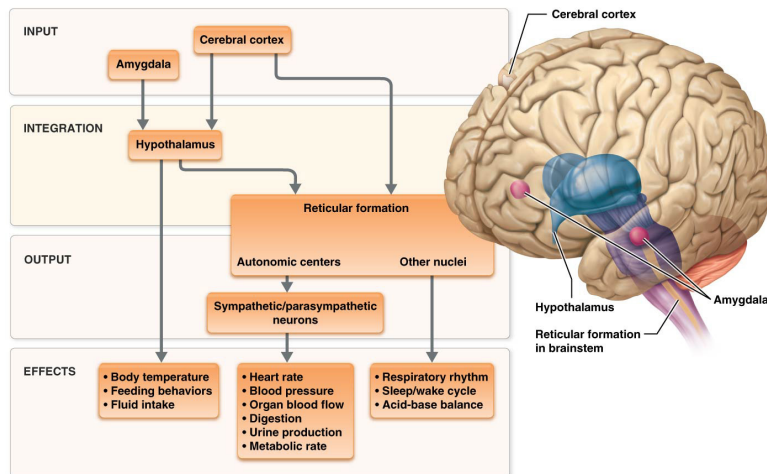 INPUT
Cerebral cortex
Amygdala
INTEGRATION
Hypothalamus
Reticular formation
OUTPUT
Autonomic centers
Other nuclei
Sympathetic/parasympathetic
neurons
EFFECTS
• Body temperature
• Feeding behaviors
• Fluid intake
• Heart rate
• Blood pressure
• Organ blood flow
• Digestion
• Urine production
• Metabolic rate
• Respiratory rhythm
• Sleep/wake cycle
• Acid-base balance
Cerebral cortex
Hypothalamus
Amygdala
Reticular formation
in brainstem